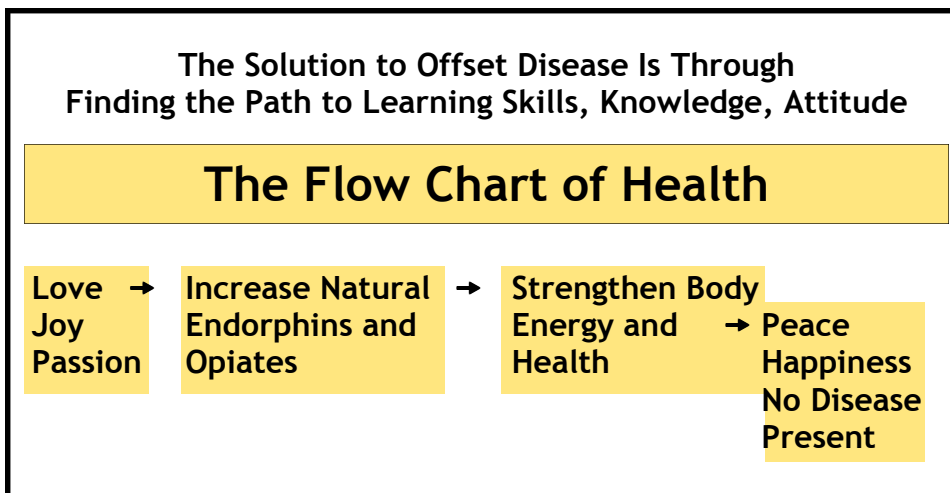 The Solution to Offset Disease Is Through
Finding the Path to Learning Skills, Knowledge, Attitude
The Flow Chart of Health
Love →
Joy
Passion
Increase Natural →
Endorphins and
Opiates
Strengthen Body
Energy and →
Health
Peace
Happiness
No Disease
Present